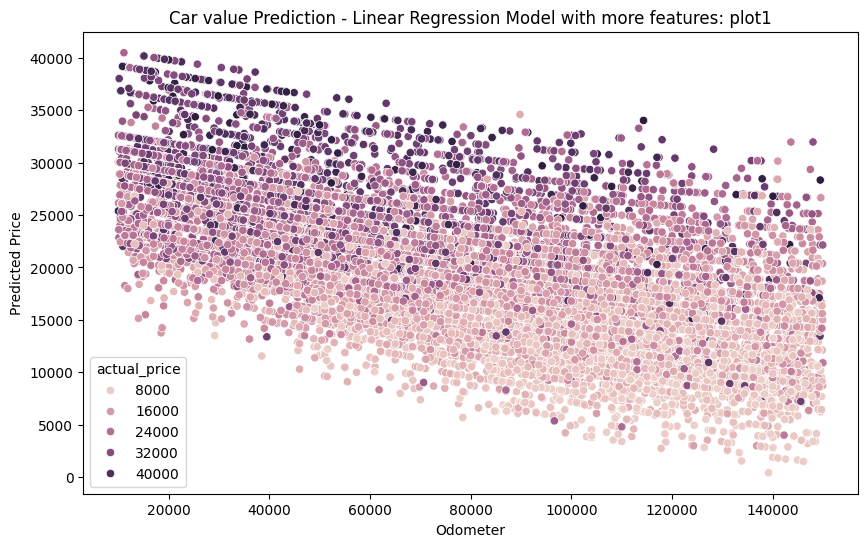 Car value Prediction - Linear Regression Model with more features: plot1
40000
35000
30000
25000
20000
15000
10000
5000
0
Predicted Price
actual_price
8000
16000
24000
32000
40000
20000 40000 60000 80000 100000 120000 140000
Odometer